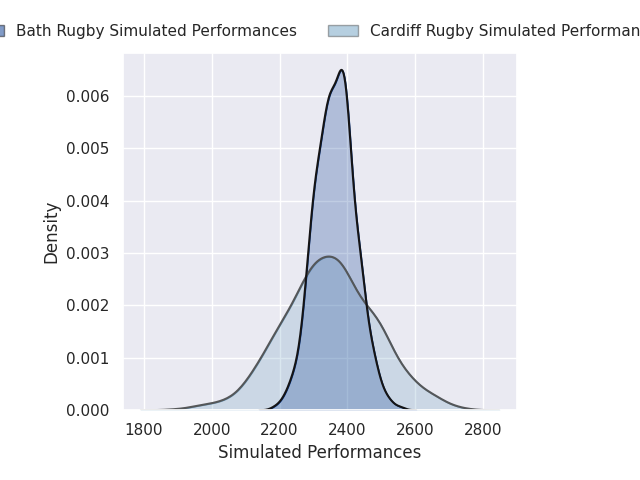 Bath Rugby Simulated Performances
Cardiff Rugby Simulated Performan
0.006
0.005
0.004
0.003
0.002
0.001
0.000
Density
1800 2000 2200 2400 2600 2800
Simulated Performances